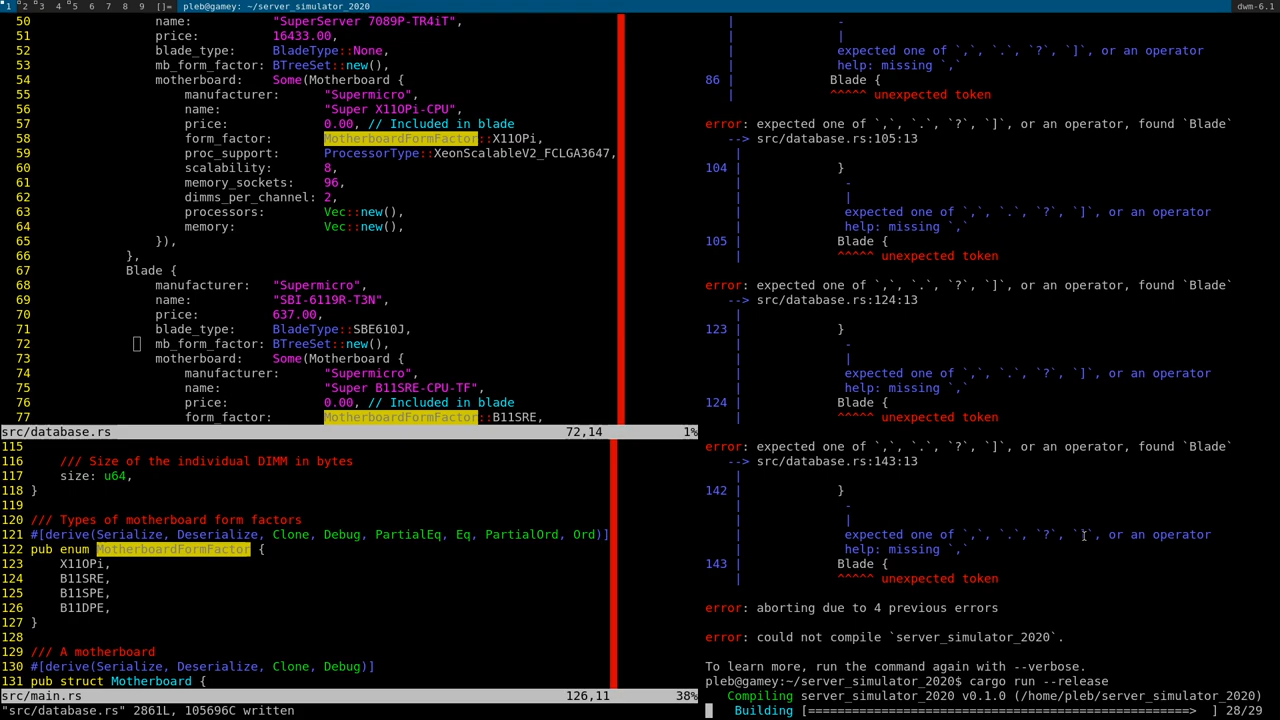 1 2 3 4 5 6 7 8 9 []= pleb@gamey: ~/server_simulator_2020 dwm-6.1
50 name: "SuperServer 7089P-TR4iT",
51 price: 16433.00,
52 blade_type: BladeType::None,
53 mb_form_factor: BTreeSet::new(),
54 motherboard: Some(Motherboard {
55 manufacturer: "Supermicro",
56 name: "Super X11OPi-CPU",
57 price: 0.00, // Included in blade
58 form_factor: MotherboardFormFactor::X11OPi,
59 proc_support: ProcessorType::XeonScalableV2_FCLGA3647,
60 scalability: 8,
61 memory_sockets: 96,
62 dimms_per_channel: 2,
63 processors: Vec::new(),
64 memory: Vec::new(),
65 }),
66 },
67 Blade {
68 manufacturer: "Supermicro",
69 name: "SBI-6119R-T3N",
70 price: 637.00,
71 blade_type: BladeType::SBE610J,
72 mb_form_factor: BTreeSet::new(),
73 motherboard: Some(Motherboard {
74 manufacturer: "Supermicro",
75 name: "Super B11SRE-CPU-TF",
76 price: 0.00, // Included in blade
77 form_factor: MotherboardFormFactor::B11SRE,
src/database.rs 72,14 1%
115
116 /// Size of the individual DIMM in bytes
117 size: u64,
118 }
119
120 /// Types of motherboard form factors
121 #[derive(Serialize, Deserialize, Clone, Debug, PartialEq, Eq, PartialOrd, Ord)]
122 pub enum MotherboardFormFactor {
123 X11OPi,
124 B11SRE,
125 B11SPE,
126 B11DPE,
127 }
128
129 /// A motherboard
130 #[derive(Serialize, Deserialize, Clone, Debug)]
131 pub struct Motherboard {
src/main.rs 126,11 38%
"src/database.rs" 2861L, 105696C written
| -
| |
| expected one of `,`, `.`, `?`, `]`, or an operator
| help: missing `,`
86 | Blade {
| ^^^^^ unexpected token
error: expected one of `,`, `.`, `?`, `]`, or an operator, found `Blade`
--> src/database.rs:105:13
|
104 | }
| -
| |
| expected one of `,`, `.`, `?`, `]`, or an operator
| help: missing `,`
105 | Blade {
| ^^^^^ unexpected token
error: expected one of `,`, `.`, `?`, `]`, or an operator, found `Blade`
--> src/database.rs:124:13
|
123 | }
| -
| |
| expected one of `,`, `.`, `?`, `]`, or an operator
| help: missing `,`
124 | Blade {
| ^^^^^ unexpected token
error: expected one of `,`, `.`, `?`, `]`, or an operator, found `Blade`
--> src/database.rs:143:13
|
142 | }
| -
| |
| expected one of `,`, `.`, `?`, `]`, or an operator
| help: missing `,`
143 | Blade {
| ^^^^^ unexpected token
error: aborting due to 4 previous errors
error: could not compile `server_simulator_2020`.
To learn more, run the command again with --verbose.
pleb@gamey:~/server_simulator_2020$ cargo run --release
Compiling server_simulator_2020 v0.1.0 (/home/pleb/server_simulator_2020)
Building [====================================================> ] 28/29